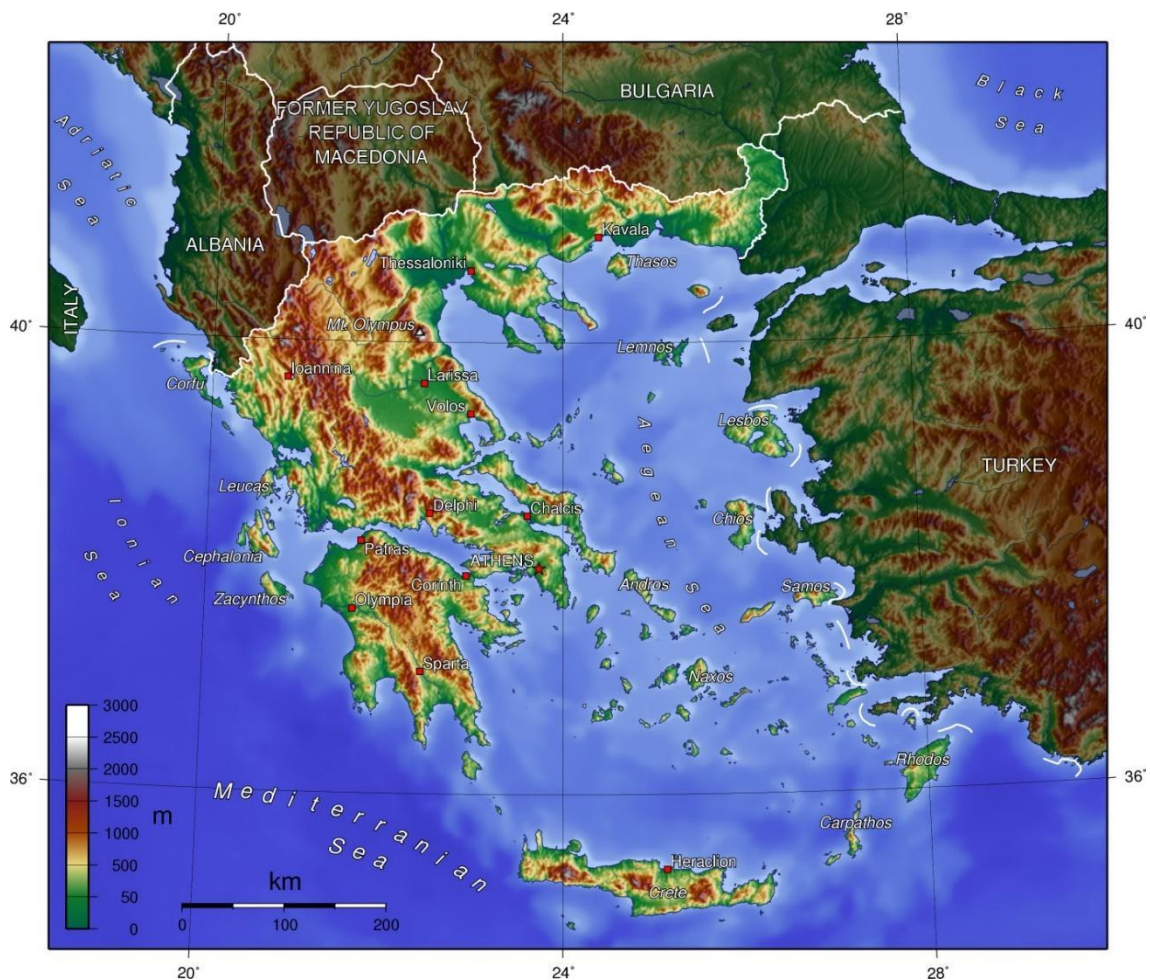 20°
24°
28°
BULGARIA
Black
Sea
FORMER YUGOSLAV
REPUBLIC OF
MACEDONIA
Adriatic
Sea
ALBANIA
ITALY
Kavala
Thasos
Thessaloniki
40°
Mt. Olympus
40°
Lemnos
Corfu
Ioannina
Larissa
Volos
Lesbos
Aegean
Sea
TURKEY
Leucas
Delphi
Chalcis
Chios
Ionian
Sea
Cephalonia
Patras
ATHENS
Corinth
Andros
Samos
Zacynthos
Olympia
Sparta
Naxos
Rhodos
36°
36°
3000
2500
2000
1500
1000
500
50
0
m
Mediterranian
Sea
Carpathos
Heraclion
Crete
km
0
100
200
20°
24°
28°